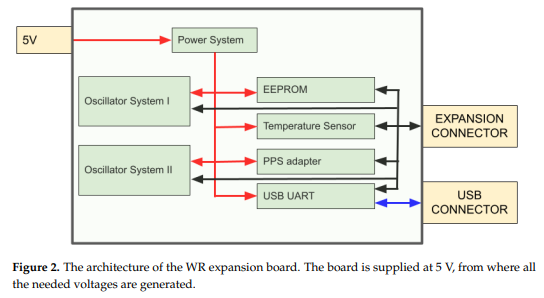 5V
Power System
Oscillator System I
EEPROM
Temperature Sensor
EXPANSION
CONNECTOR
Oscillator System II
PPS adapter
USB UART
USB
CONNECTOR
Figure 2. The architecture of the WR expansion board. The board is supplied at 5 V, from where all
the needed voltages are generated.